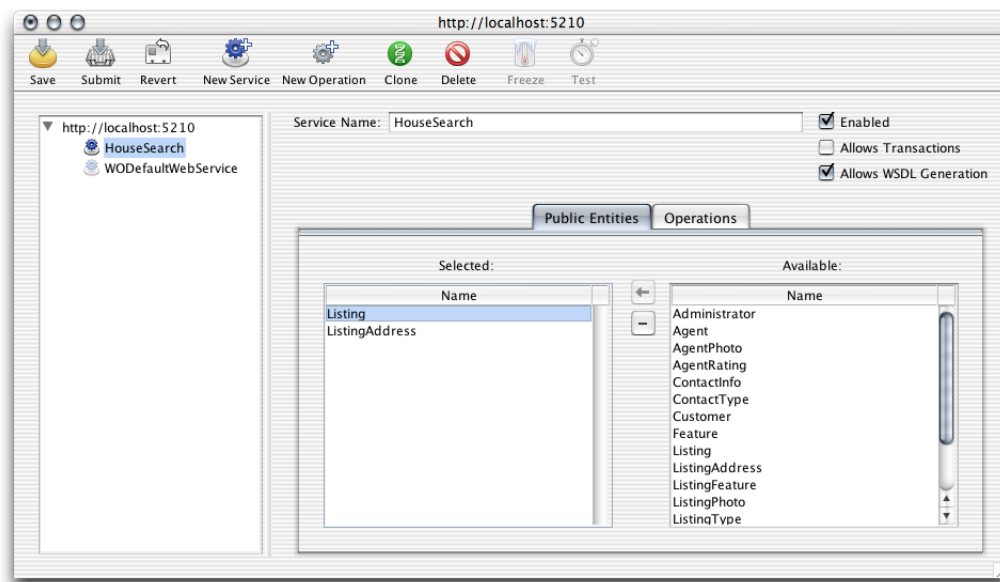 http://localhost:5210
Save Submit Revert New Service New Operation Clone Delete Freeze Test
http://localhost:5210
HouseSearch
WODefaultWebService
Service Name: HouseSearch
Enabled
Allows Transactions
Allows WSDL Generation
Public Entities Operations
Selected:
Name
Listing
ListingAddress
Available:
Name
Administrator
Agent
AgentPhoto
AgentRating
ContactInfo
ContactType
Customer
Feature
Listing
ListingAddress
ListingFeature
ListingPhoto
ListingType